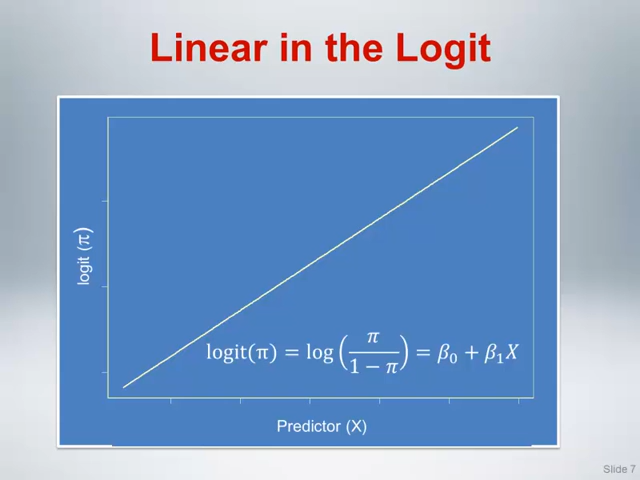 Linear in the Logit
logit (π)
logit(π) = log(π/(1 − π)) = β₀ + β₁X
Predictor (X)
Slide 7